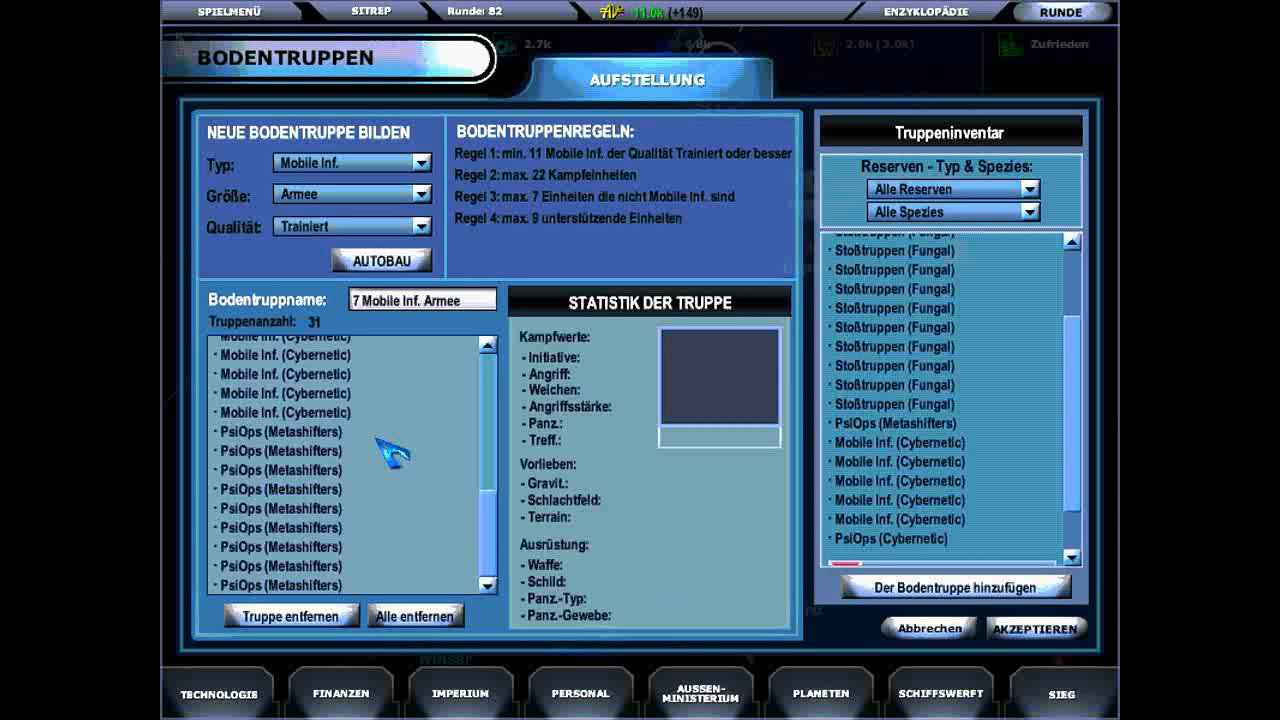 SPIELMENÜ
SITREP
Runde: 82
11.0k (+149)
ENZYKLOPÄDIE
RUNDE
2.7k
2.0k (3.0k)
Zufrieden
BODENTRUPPEN
AUFSTELLUNG
NEUE BODENTRUPPE BILDEN
Typ: Mobile Inf.
Größe: Armee
Qualität: Trainiert
AUTOBAU
BODENTRUPPENREGELN:
Regel 1: min. 11 Mobile Inf. der Qualität Trainiert oder besser
Regel 2: max. 22 Kampfeinheiten
Regel 3: max. 7 Einheiten die nicht Mobile Inf. sind
Regel 4: max. 9 unterstützende Einheiten
Bodentruppname: 7 Mobile Inf. Armee
Truppenanzahl: 31
· Mobile Inf. (Cybernetic)
· Mobile Inf. (Cybernetic)
· Mobile Inf. (Cybernetic)
· Mobile Inf. (Cybernetic)
· Mobile Inf. (Cybernetic)
· PsiOps (Metashifters)
· PsiOps (Metashifters)
· PsiOps (Metashifters)
· PsiOps (Metashifters)
· PsiOps (Metashifters)
· PsiOps (Metashifters)
· PsiOps (Metashifters)
· PsiOps (Metashifters)
· PsiOps (Metashifters)
Truppe entfernen
Alle entfernen
STATISTIK DER TRUPPE
Kampfwerte:
- Initiative:
- Angriff:
- Weichen:
- Angriffsstärke:
- Panz.:
- Treff.:
Vorlieben:
- Gravit.:
- Schlachtfeld:
- Terrain:
Ausrüstung:
- Waffe:
- Schild:
- Panz.-Typ:
- Panz.-Gewebe:
Truppeninventar
Reserven - Typ & Spezies:
Alle Reserven
Alle Spezies
· Stoßtruppen (Fungal)
· Stoßtruppen (Fungal)
· Stoßtruppen (Fungal)
· Stoßtruppen (Fungal)
· Stoßtruppen (Fungal)
· Stoßtruppen (Fungal)
· Stoßtruppen (Fungal)
· Stoßtruppen (Fungal)
· Stoßtruppen (Fungal)
· Stoßtruppen (Fungal)
· PsiOps (Metashifters)
· Mobile Inf. (Cybernetic)
· Mobile Inf. (Cybernetic)
· Mobile Inf. (Cybernetic)
· Mobile Inf. (Cybernetic)
· Mobile Inf. (Cybernetic)
· PsiOps (Cybernetic)
Der Bodentruppe hinzufügen
Abbrechen
AKZEPTIEREN
TECHNOLOGIE
FINANZEN
IMPERIUM
PERSONAL
AUSSEN-
MINISTERIUM
PLANETEN
SCHIFFSWERFT
SIEG